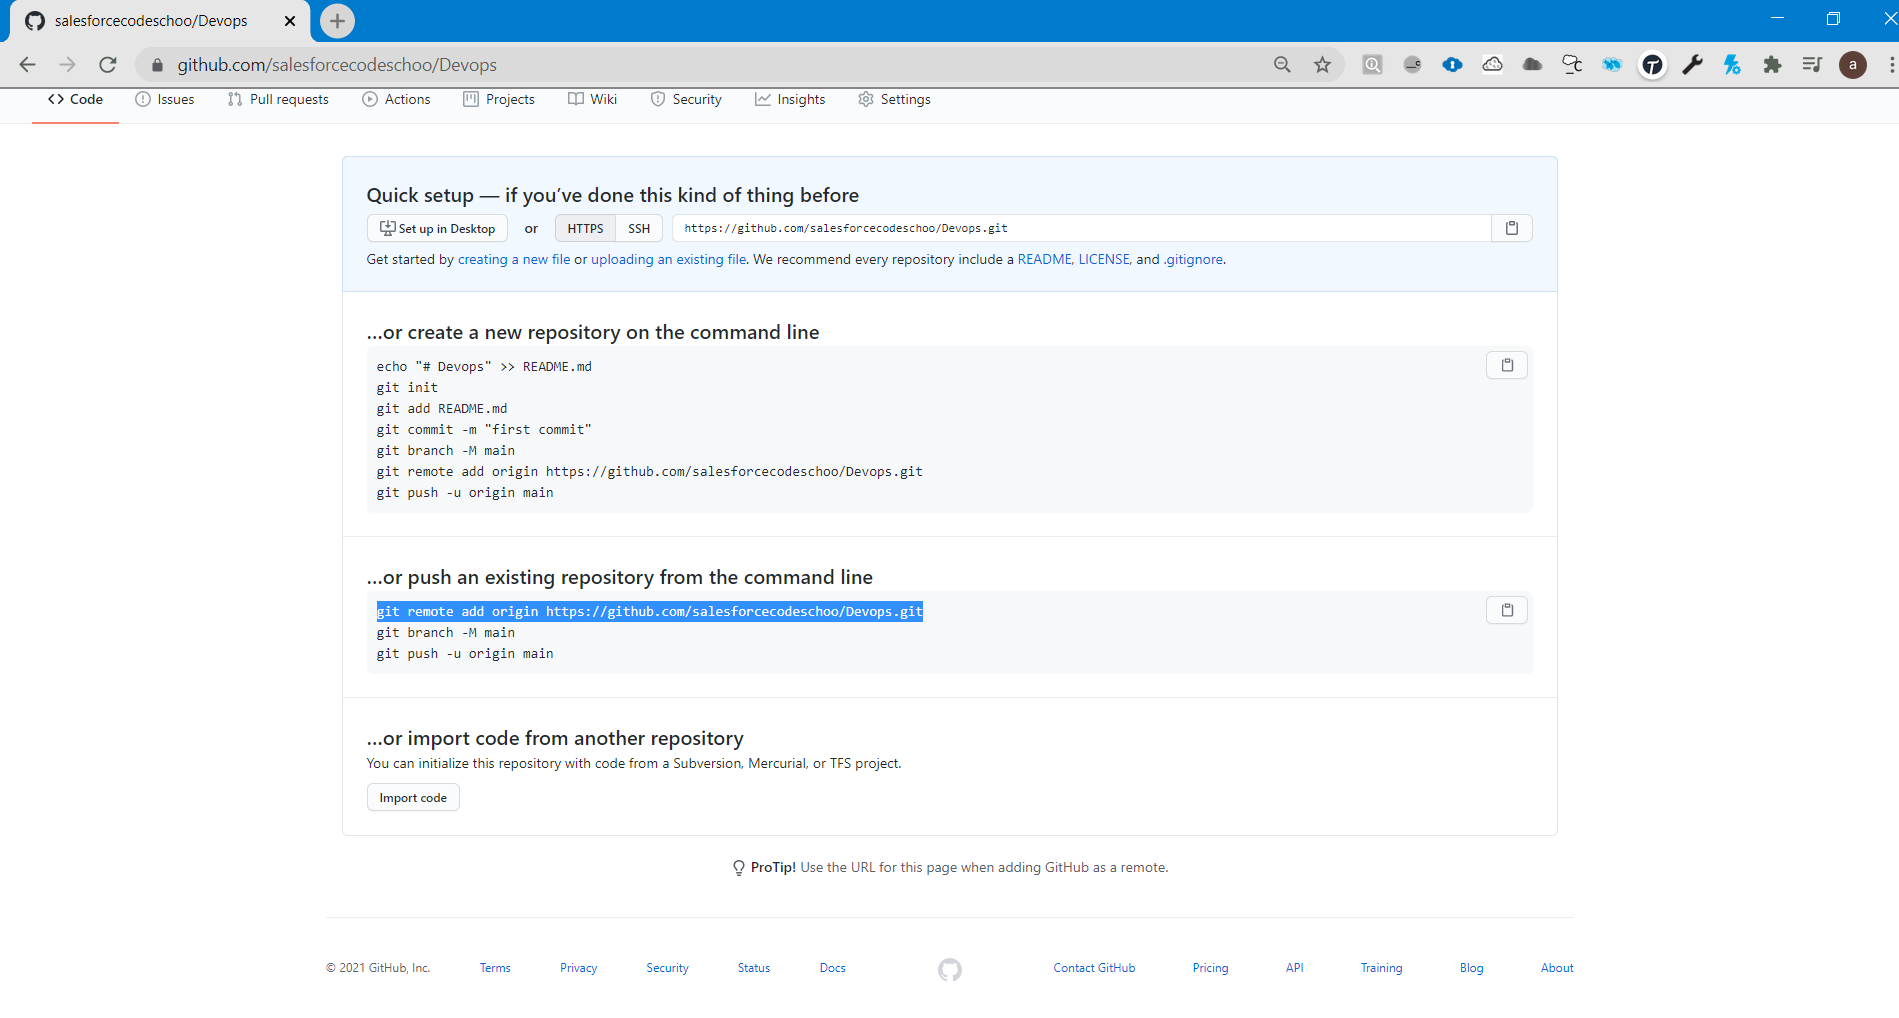 salesforcecodeschoo/Devops
github.com/salesforcecodeschoo/Devops
a
Code Issues Pull requests Actions Projects Wiki Security Insights Settings
Quick setup — if you’ve done this kind of thing before
Set up in Desktop or HTTPS SSH https://github.com/salesforcecodeschoo/Devops.git
Get started by creating a new file or uploading an existing file. We recommend every repository include a README, LICENSE, and .gitignore.
…or create a new repository on the command line
echo "# Devops" >> README.md
git init
git add README.md
git commit -m "first commit"
git branch -M main
git remote add origin https://github.com/salesforcecodeschoo/Devops.git
git push -u origin main
…or push an existing repository from the command line
git remote add origin https://github.com/salesforcecodeschoo/Devops.git
git branch -M main
git push -u origin main
…or import code from another repository
You can initialize this repository with code from a Subversion, Mercurial, or TFS project.
Import code
ProTip! Use the URL for this page when adding GitHub as a remote.
© 2021 GitHub, Inc. Terms Privacy Security Status Docs Contact GitHub Pricing API Training Blog About